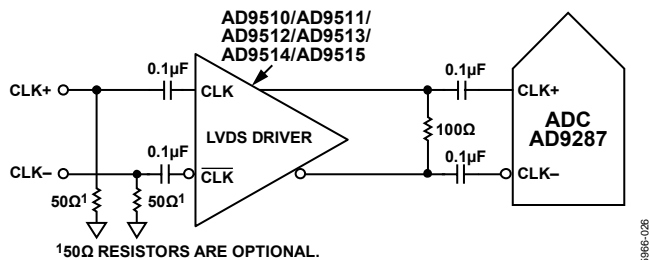 AD9510/AD9511/
AD9512/AD9513/
AD9514/AD9515
0.1µF
0.1µF
CLK+
CLK
CLK+
ADC
AD9287
LVDS DRIVER
100Ω
0.1µF
0.1µF
CLK–
CLK
CLK–
50Ω¹
50Ω¹
¹50Ω RESISTORS ARE OPTIONAL.